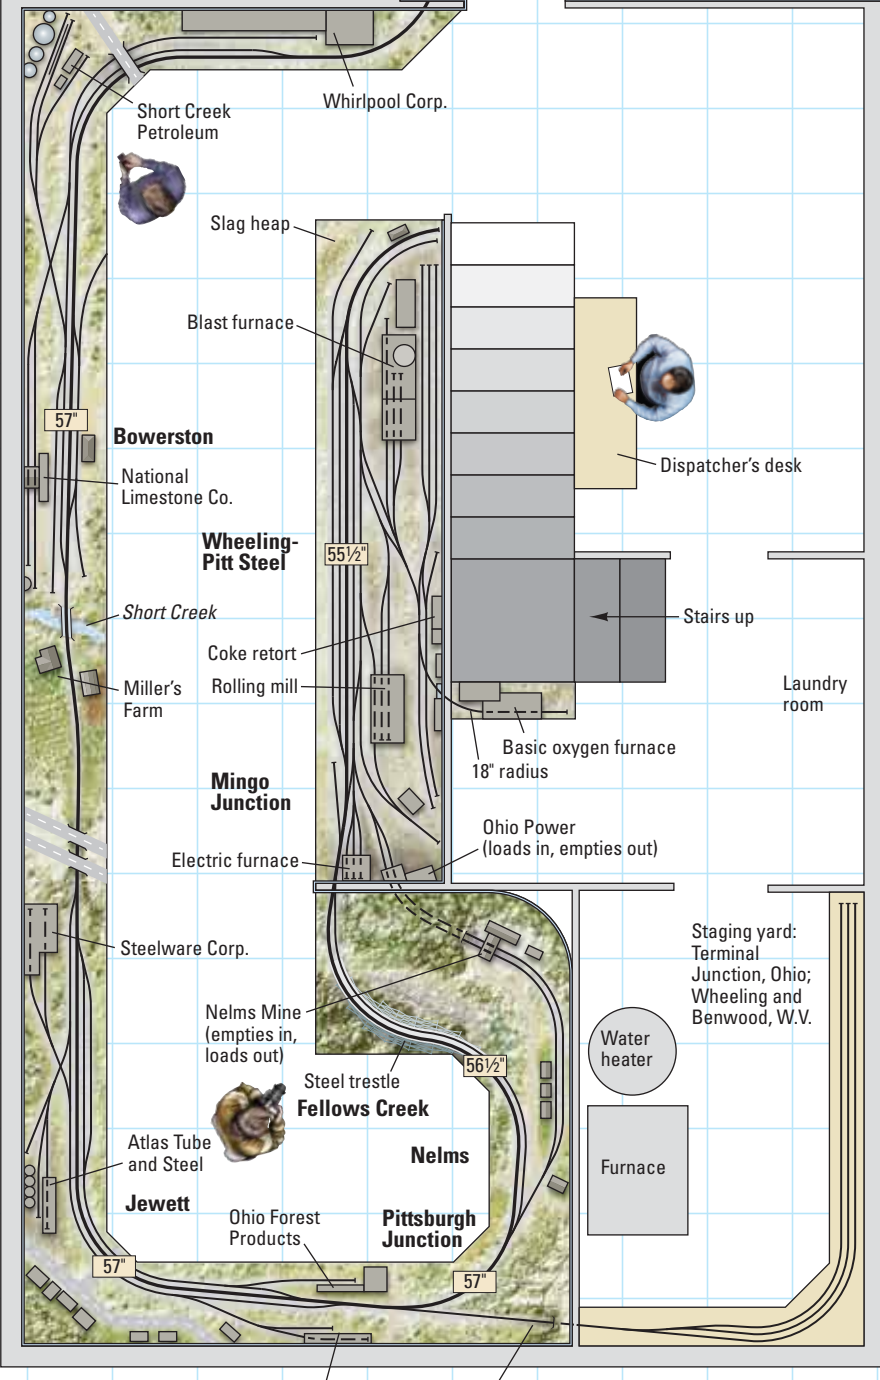 Whirlpool Corp.
Short Creek
Petroleum
Slag heap
Blast furnace
57"
Bowerston
National
Limestone Co.
Dispatcher's desk
Wheeling-
Pitt Steel
55½"
Short Creek
Stairs up
Coke retort
Rolling mill
Miller's
Farm
Laundry
room
Basic oxygen furnace
18" radius
Mingo
Junction
Ohio Power
(loads in, empties out)
Electric furnace
Steelware Corp.
Staging yard:
Terminal
Junction, Ohio;
Wheeling and
Benwood, W.V.
Nelms Mine
(empties in,
loads out)
Water
heater
Steel trestle
56½"
Fellows Creek
Atlas Tube
and Steel
Nelms
Furnace
Jewett
Ohio Forest
Products
Pittsburgh
Junction
57"
57"